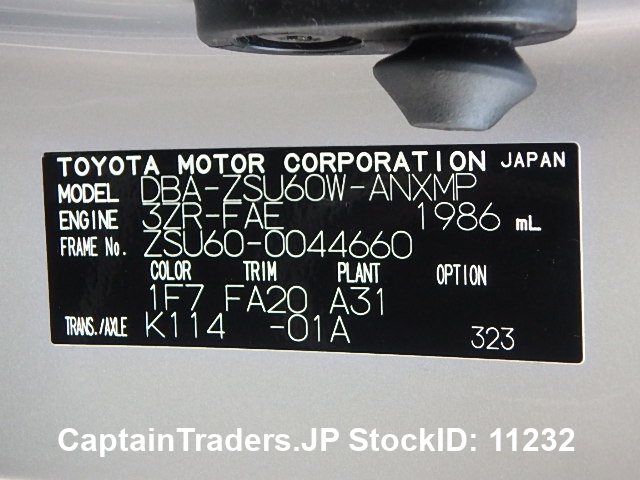 TOYOTA MOTOR CORPORATION JAPAN
MODEL DBA-ZSU60W-ANXMP
ENGINE 3ZR-FAE 1986 mL
FRAME No. ZSU60-0044660
COLOR TRIM PLANT OPTION
1F7 FA20 A31
TRANS./AXLE K114 -01A 323
CaptainTraders.JP StockID: 11232